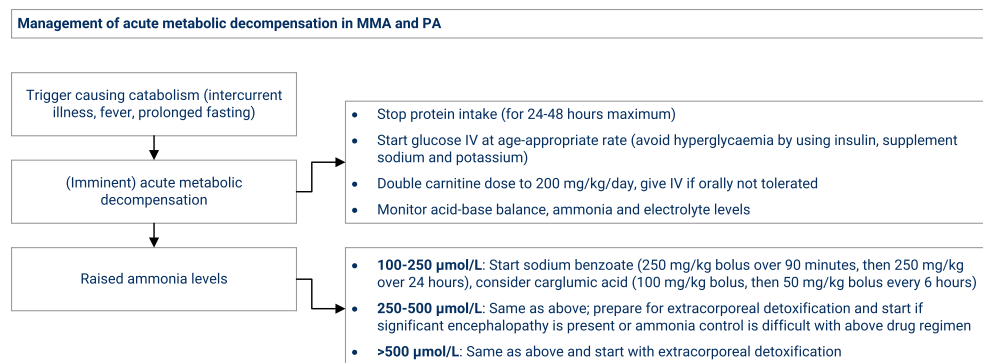 Management of acute metabolic decompensation in MMA and PA
Trigger causing catabolism (intercurrent
illness, fever, prolonged fasting)
(Imminent) acute metabolic
decompensation
• Stop protein intake (for 24-48 hours maximum)
• Start glucose IV at age-appropriate rate (avoid hyperglycaemia by using insulin, supplement
sodium and potassium)
• Double carnitine dose to 200 mg/kg/day, give IV if orally not tolerated
• Monitor acid-base balance, ammonia and electrolyte levels
Raised ammonia levels
• 100-250 µmol/L: Start sodium benzoate (250 mg/kg bolus over 90 minutes, then 250 mg/kg
over 24 hours), consider carglumic acid (100 mg/kg bolus, then 50 mg/kg bolus every 6 hours)
• 250-500 µmol/L: Same as above; prepare for extracorporeal detoxification and start if
significant encephalopathy is present or ammonia control is difficult with above drug regimen
• >500 µmol/L: Same as above and start with extracorporeal detoxification